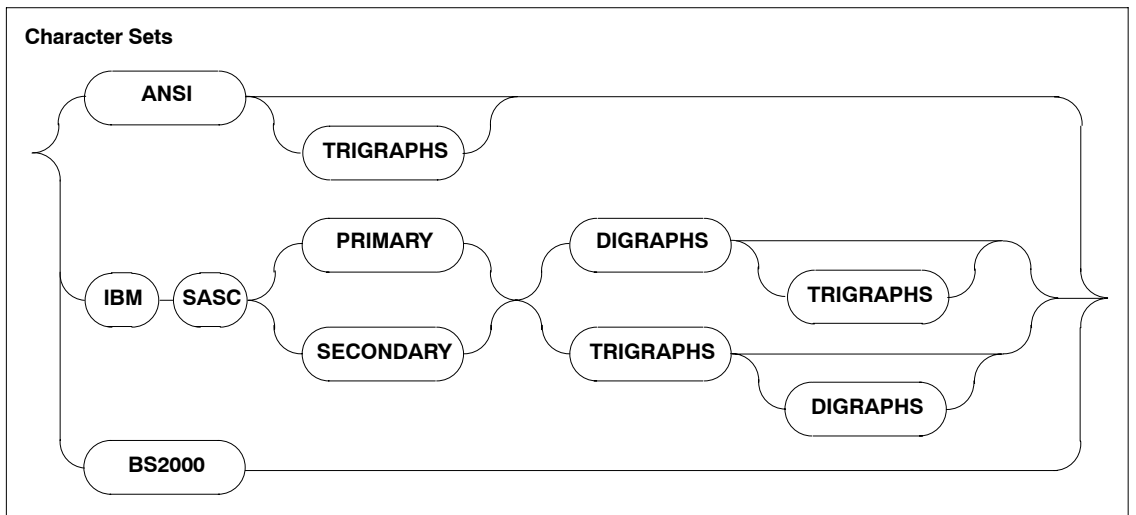 Character Sets
ANSI
TRIGRAPHS
PRIMARY
DIGRAPHS
TRIGRAPHS
IBM SASC
SECONDARY
TRIGRAPHS
DIGRAPHS
BS2000